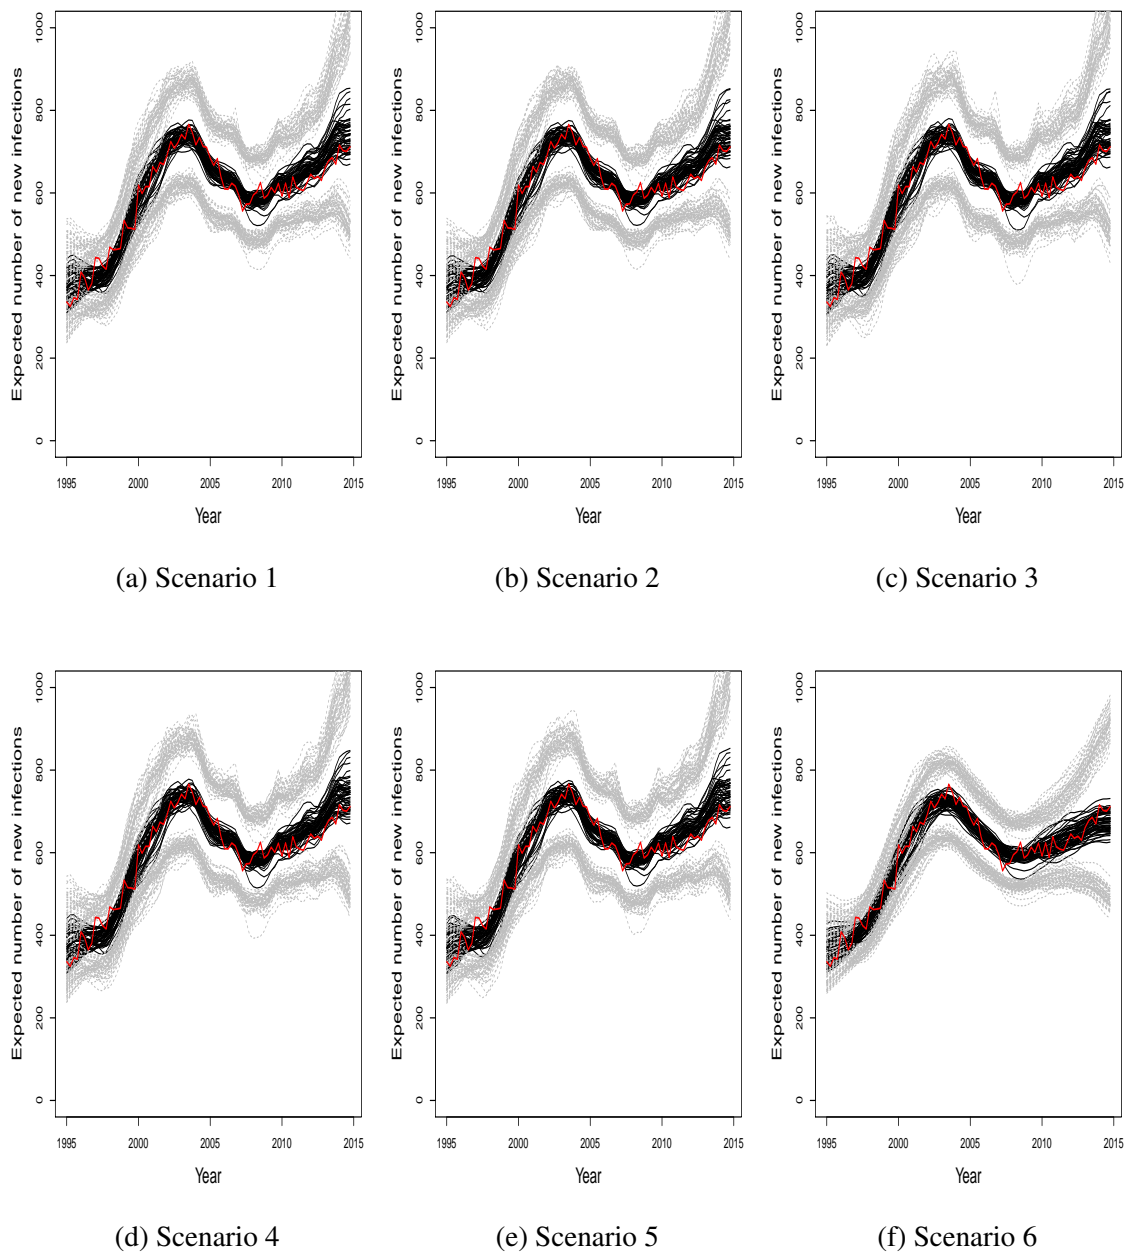 Expected number of new infections
0 200 400 600 800 1000
1995 2000 2005 2010 2015
Year
(a) Scenario 1
Expected number of new infections
0 200 400 600 800 1000
1995 2000 2005 2010 2015
Year
(b) Scenario 2
Expected number of new infections
0 200 400 600 800 1000
1995 2000 2005 2010 2015
Year
(c) Scenario 3
Expected number of new infections
0 200 400 600 800 1000
1995 2000 2005 2010 2015
Year
(d) Scenario 4
Expected number of new infections
0 200 400 600 800 1000
1995 2000 2005 2010 2015
Year
(e) Scenario 5
Expected number of new infections
0 200 400 600 800 1000
1995 2000 2005 2010 2015
Year
(f) Scenario 6